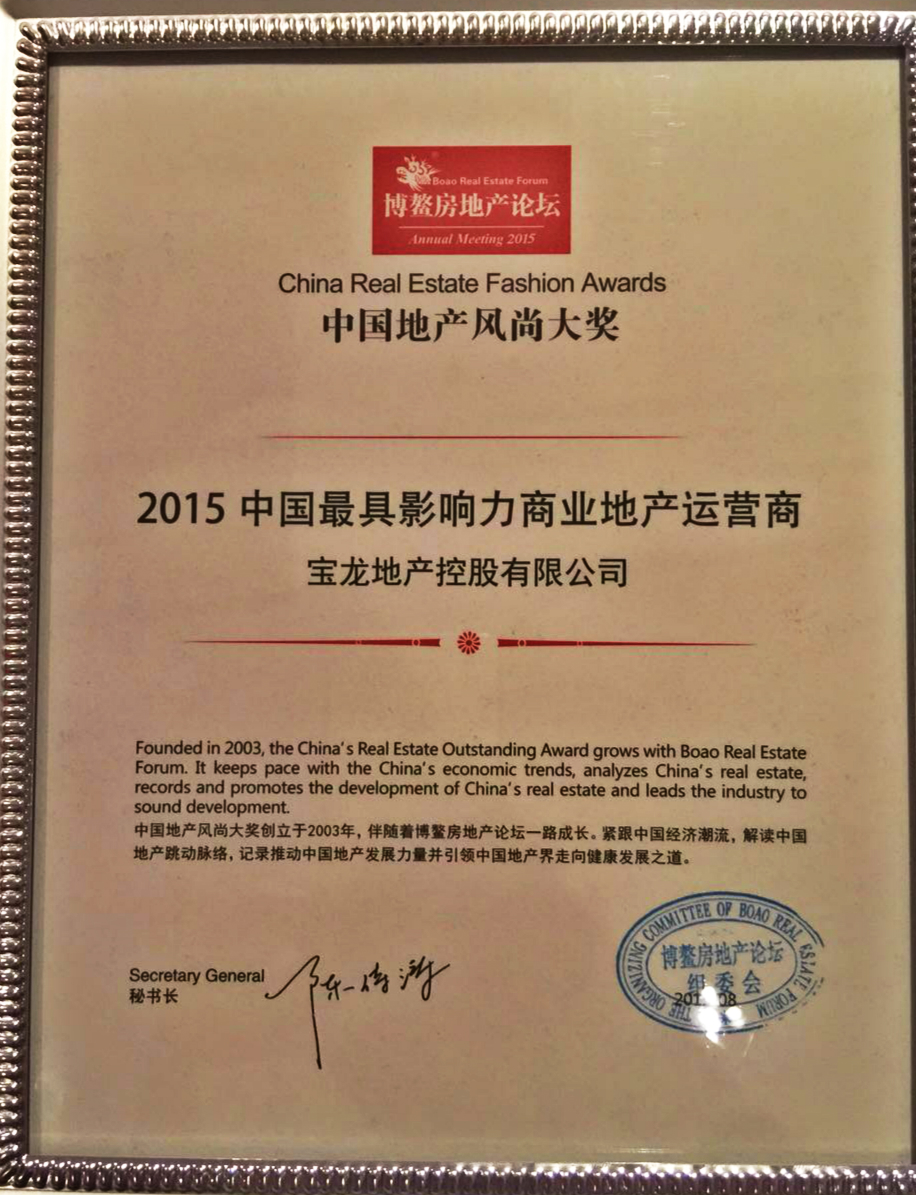 Boao Real Estate Forum
博鳌房地产论坛
Annual Meeting 2015
China Real Estate Fashion Awards
中国地产风尚大奖
2015 中国最具影响力商业地产运营商
宝龙地产控股有限公司
Founded in 2003, the China's Real Estate Outstanding Award grows with Boao Real Estate
Forum. It keeps pace with the China's economic trends, analyzes China's real estate,
records and promotes the development of China's real estate and leads the industry to
sound development.
中国地产风尚大奖创立于2003年，伴随着博鳌房地产论坛一路成长。紧跟中国经济潮流，解读中国
地产跳动脉络，记录推动中国地产发展力量并引领中国地产界走向健康发展之道。
Secretary General
秘书长
THE ORGANIZING COMMITTEE OF BOAO REAL ESTATE FORUM
博鳌房地产论坛
组委会